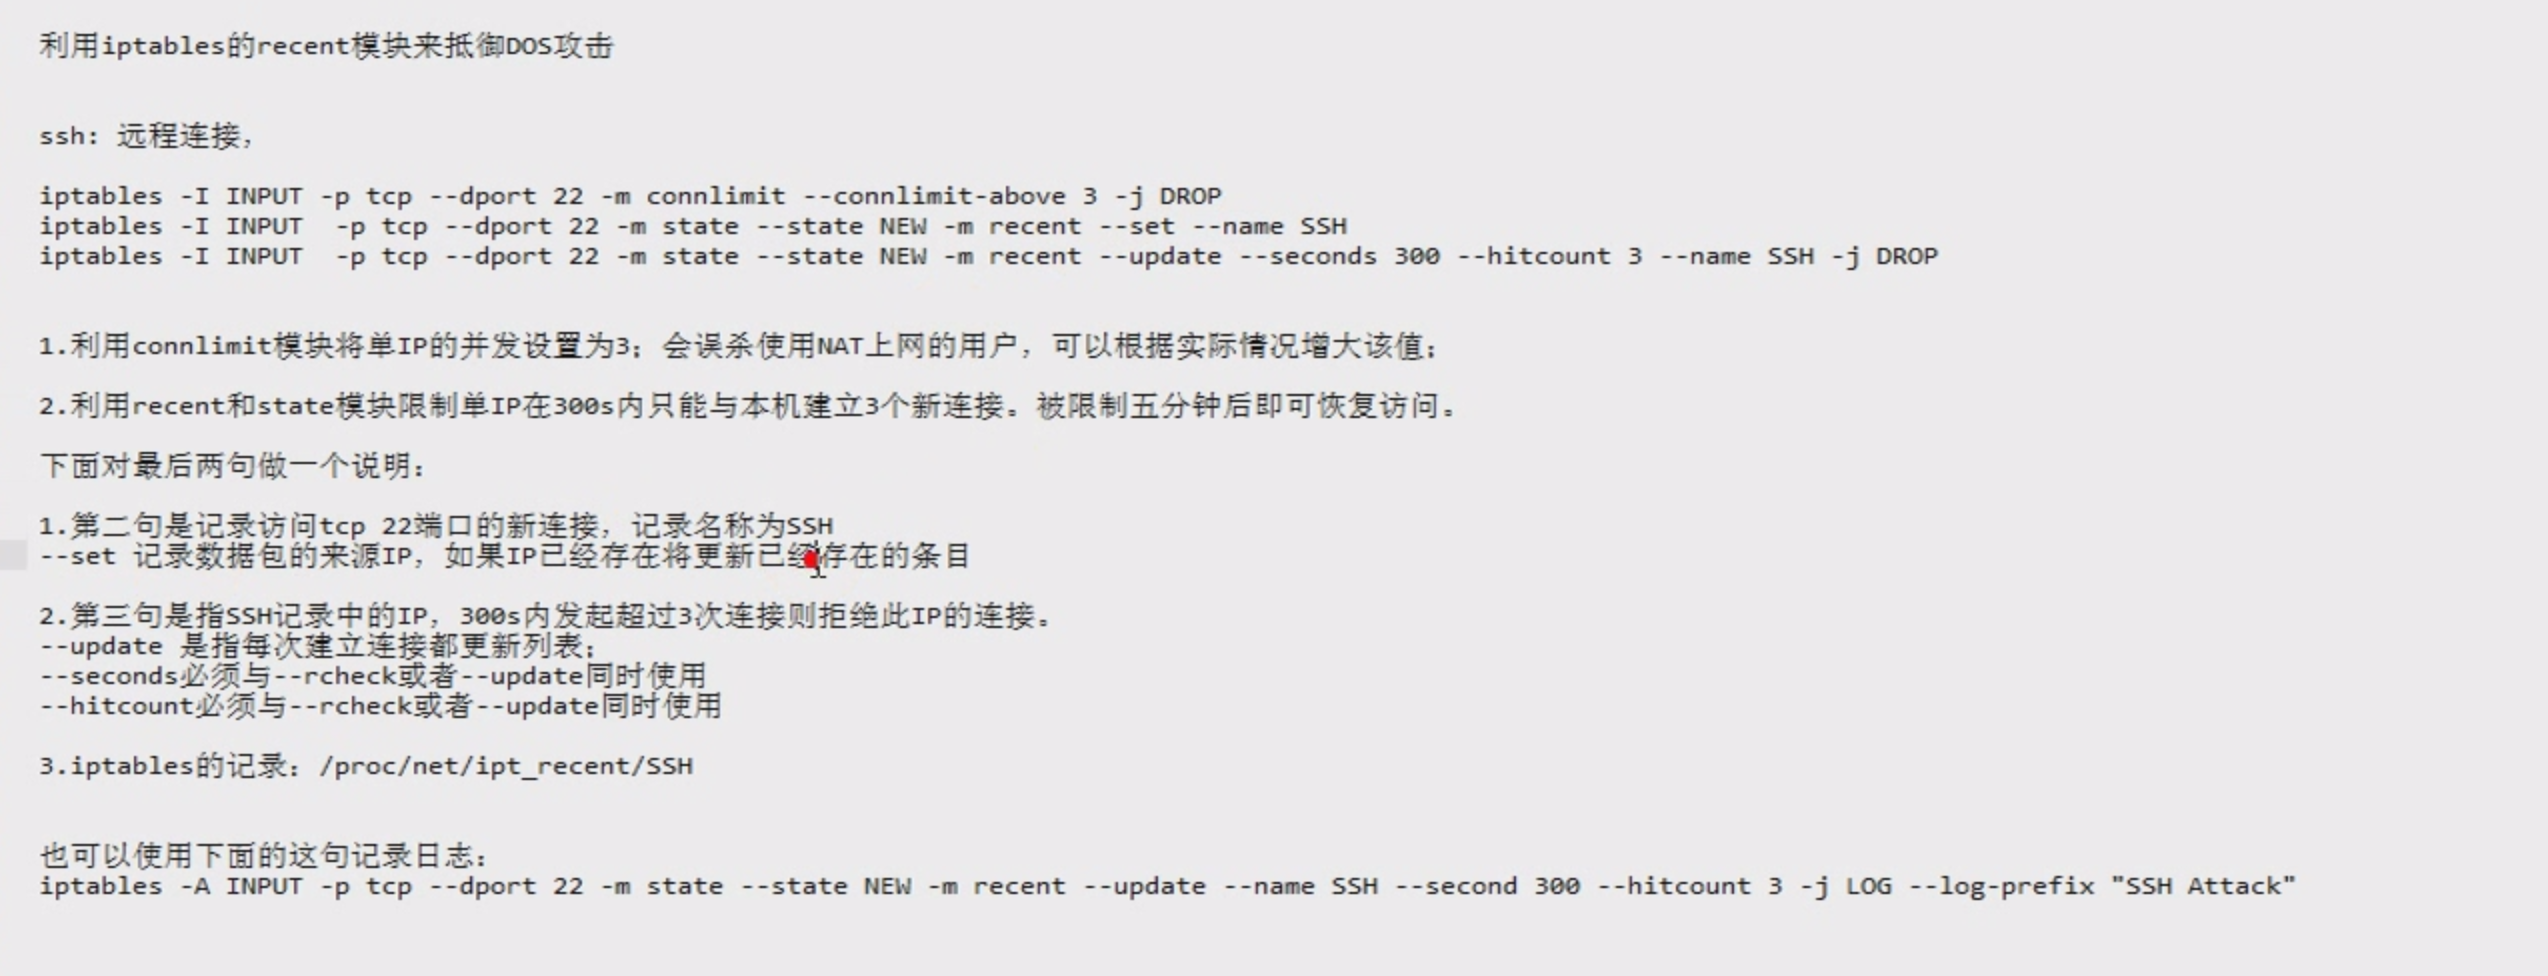 利用iptables的recent模块来抵御DOS攻击
ssh: 远程连接,
iptables -I INPUT -p tcp --dport 22 -m connlimit --connlimit-above 3 -j DROP
iptables -I INPUT  -p tcp --dport 22 -m state --state NEW -m recent --set --name SSH
iptables -I INPUT  -p tcp --dport 22 -m state --state NEW -m recent --update --seconds 300 --hitcount 3 --name SSH -j DROP
1.利用connlimit模块将单IP的并发设置为3; 会误杀使用NAT上网的用户, 可以根据实际情况增大该值;
2.利用recent和state模块限制单IP在300s内只能与本机建立3个新连接。被限制五分钟后即可恢复访问。
下面对最后两句做一个说明:
1.第二句是记录访问tcp 22端口的新连接, 记录名称为SSH
--set 记录数据包的来源IP, 如果IP已经存在将更新已经存在的条目
2.第三句是指SSH记录中的IP, 300s内发起超过3次连接则拒绝此IP的连接。
--update 是指每次建立连接都更新列表;
--seconds必须与--rcheck或者--update同时使用
--hitcount必须与--rcheck或者--update同时使用
3.iptables的记录: /proc/net/ipt_recent/SSH
也可以使用下面的这句记录日志:
iptables -A INPUT -p tcp --dport 22 -m state --state NEW -m recent --update --name SSH --second 300 --hitcount 3 -j LOG --log-prefix "SSH Attack"